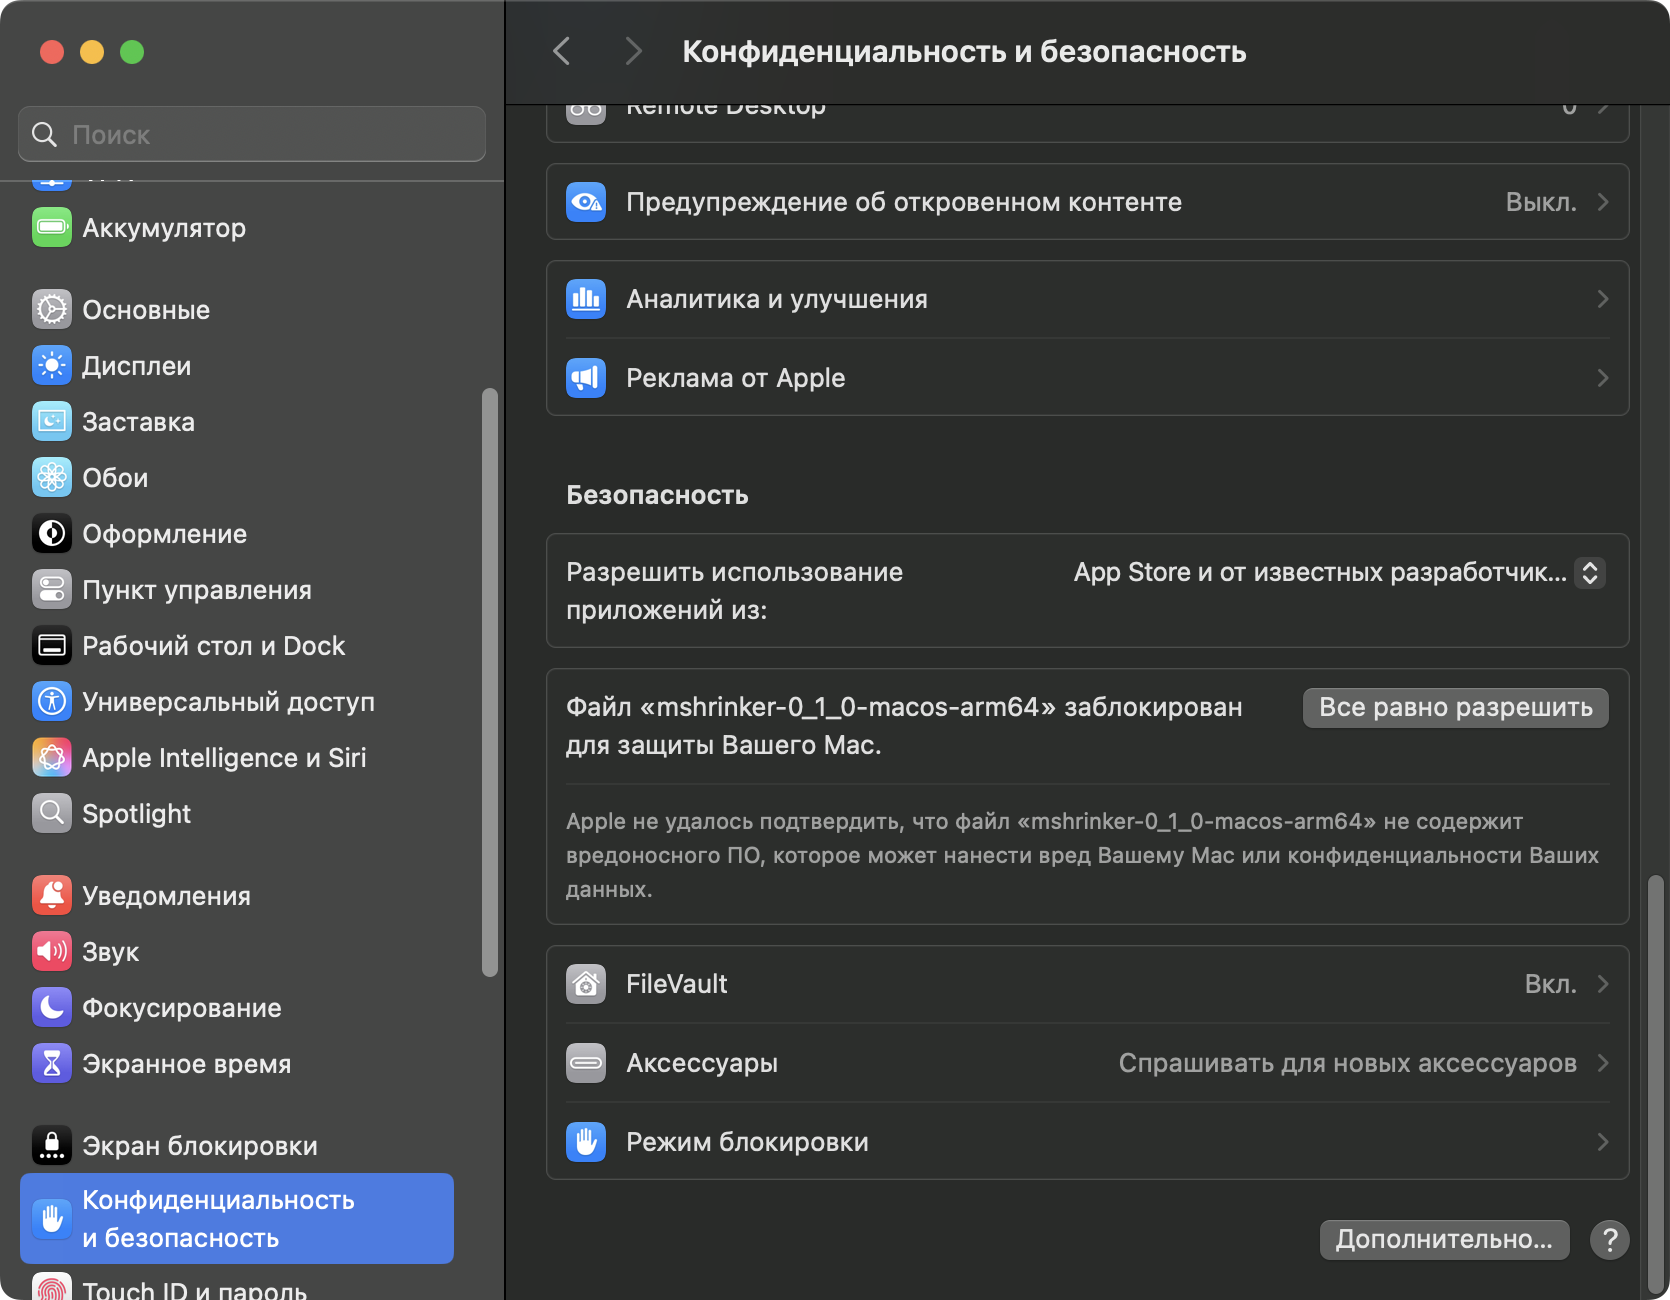 Поиск
Аккумулятор
Основные
Дисплеи
Заставка
Обои
Оформление
Пункт управления
Рабочий стол и Dock
Универсальный доступ
Apple Intelligence и Siri
Spotlight
Уведомления
Звук
Фокусирование
Экранное время
Экран блокировки
Конфиденциальность
и безопасность
Touch ID и пароль
Конфиденциальность и безопасность
Remote Desktop 0
Предупреждение об откровенном контенте Выкл.
Аналитика и улучшения
Реклама от Apple
Безопасность
Разрешить использование
приложений из:
App Store и от известных разработчик...
Файл «mshrinker-0_1_0-macos-arm64» заблокирован
для защиты Вашего Mac.
Все равно разрешить
Apple не удалось подтвердить, что файл «mshrinker-0_1_0-macos-arm64» не содержит
вредоносного ПО, которое может нанести вред Вашему Mac или конфиденциальности Ваших
данных.
FileVault Вкл.
Аксессуары Спрашивать для новых аксессуаров
Режим блокировки
Дополнительно... ?